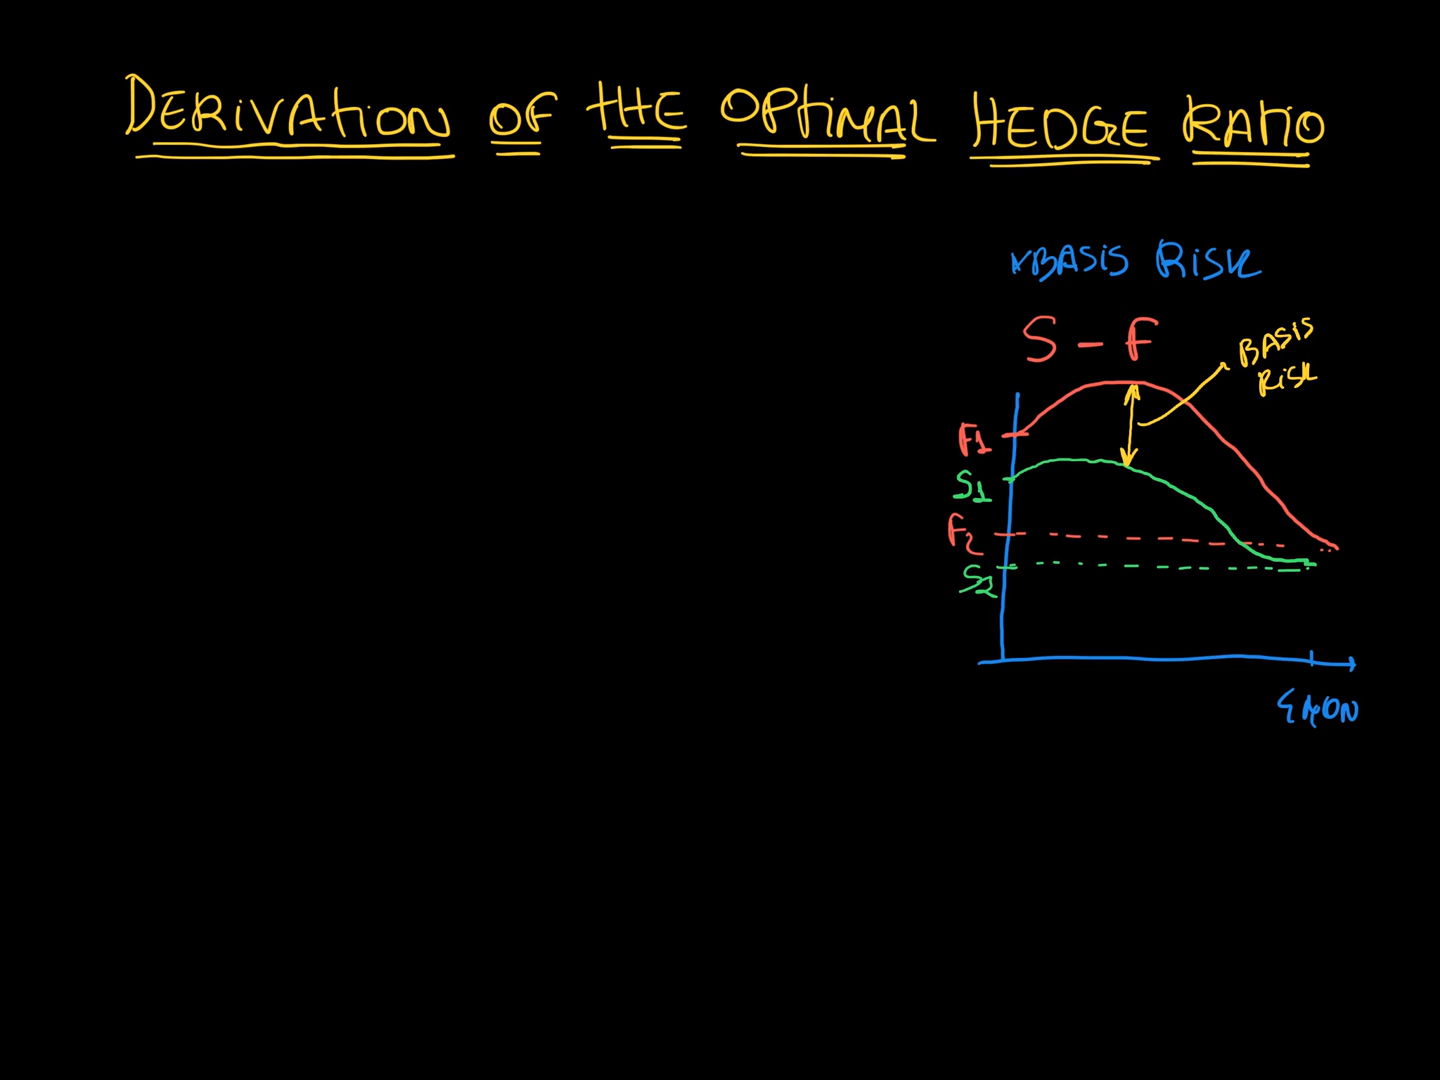 DERIVATION OF THE OPTIMAL HEDGE RATIO
BASIS RISK
S - F
BASIS
RISK
F1
S1
F2
S2